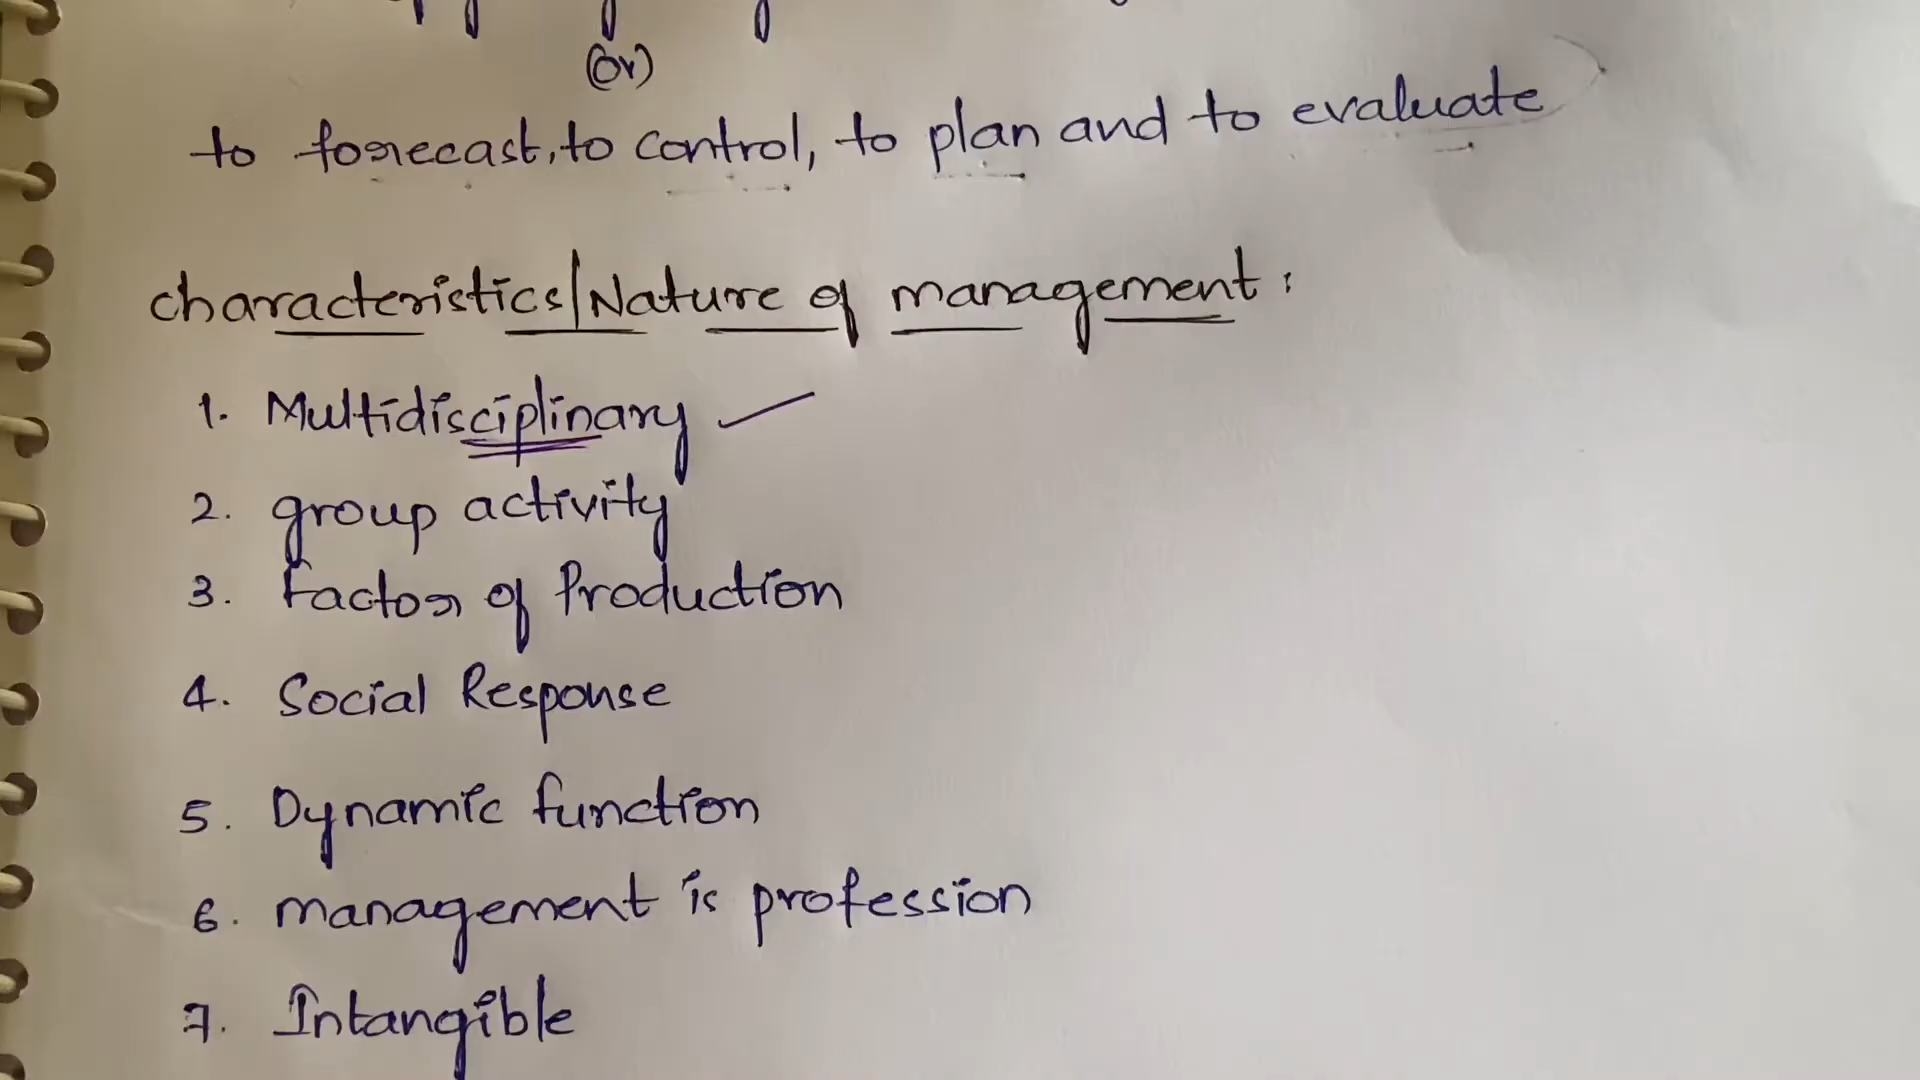 (or)
to forecast, to control, to plan and to evaluate
characteristics/Nature of management:
1. Multidisciplinary
2. group activity
3. Factor of Production
4. Social Response
5. Dynamic function
6. management is profession
7. Intangible